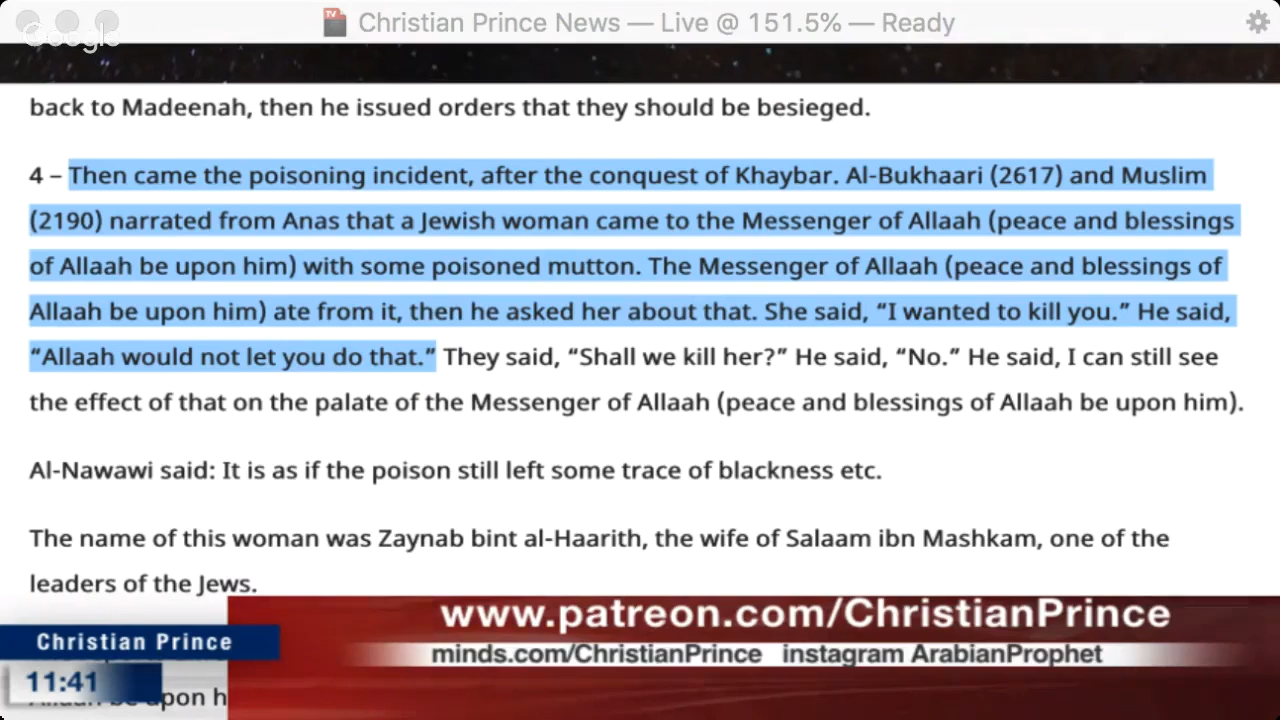 Christian Prince News — Live @ 151.5% — Ready
Google
back to Madeenah, then he issued orders that they should be besieged.
4 – Then came the poisoning incident, after the conquest of Khaybar. Al-Bukhaari (2617) and Muslim
(2190) narrated from Anas that a Jewish woman came to the Messenger of Allaah (peace and blessings
of Allaah be upon him) with some poisoned mutton. The Messenger of Allaah (peace and blessings of
Allaah be upon him) ate from it, then he asked her about that. She said, “I wanted to kill you.” He said,
“Allaah would not let you do that.” They said, “Shall we kill her?” He said, “No.” He said, I can still see
the effect of that on the palate of the Messenger of Allaah (peace and blessings of Allaah be upon him).
Al-Nawawi said: It is as if the poison still left some trace of blackness etc.
The name of this woman was Zaynab bint al-Haarith, the wife of Salaam ibn Mashkam, one of the
leaders of the Jews.
www.patreon.com/ChristianPrince
Christian Prince
minds.com/ChristianPrince instagram ArabianProphet
11:41
Allaah be upon h